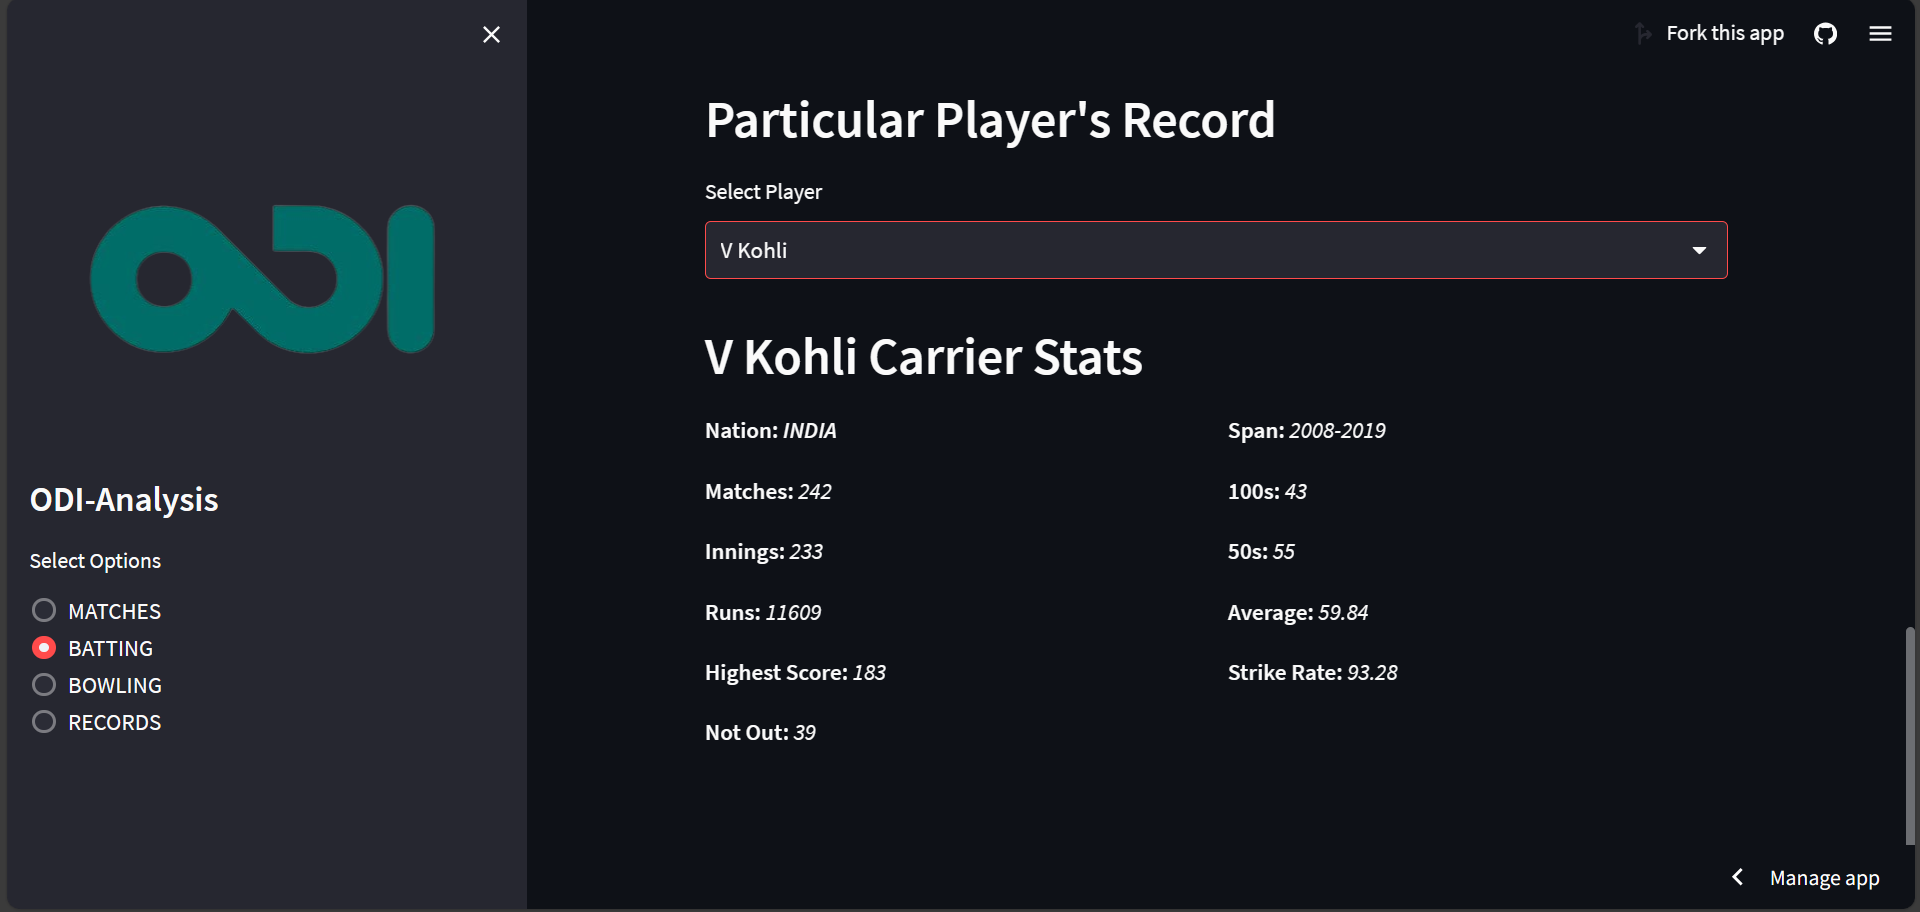 Fork this app
ODI
ODI-Analysis
Select Options
MATCHES
BATTING
BOWLING
RECORDS
Particular Player's Record
Select Player
V Kohli
V Kohli Carrier Stats
Nation: INDIA
Span: 2008-2019
Matches: 242
100s: 43
Innings: 233
50s: 55
Runs: 11609
Average: 59.84
Highest Score: 183
Strike Rate: 93.28
Not Out: 39
Manage app